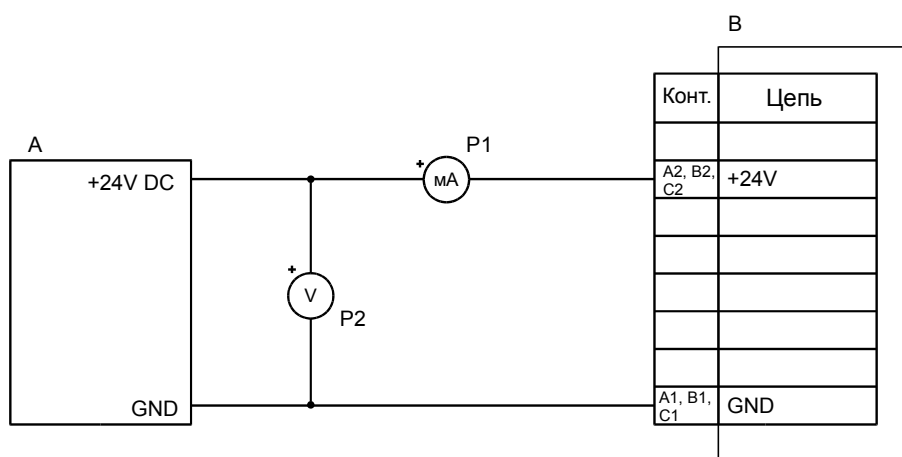 B
Конт. Цепь
A
P1
+
+24V DC
мА
A2, B2,
C2
+24V
+
V
P2
GND
A1, B1,
C1
GND